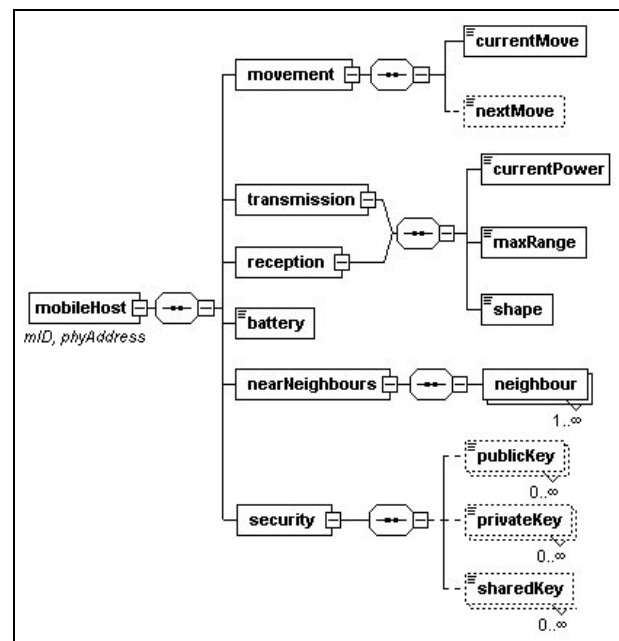 currentMove
movement
nextMove
currentPower
transmission
maxRange
reception
mobileHost
mID, phyAddress
shape
battery
nearNeighbours
neighbour
1..∞
publicKey
0..∞
security
privateKey
0..∞
sharedKey
0..∞